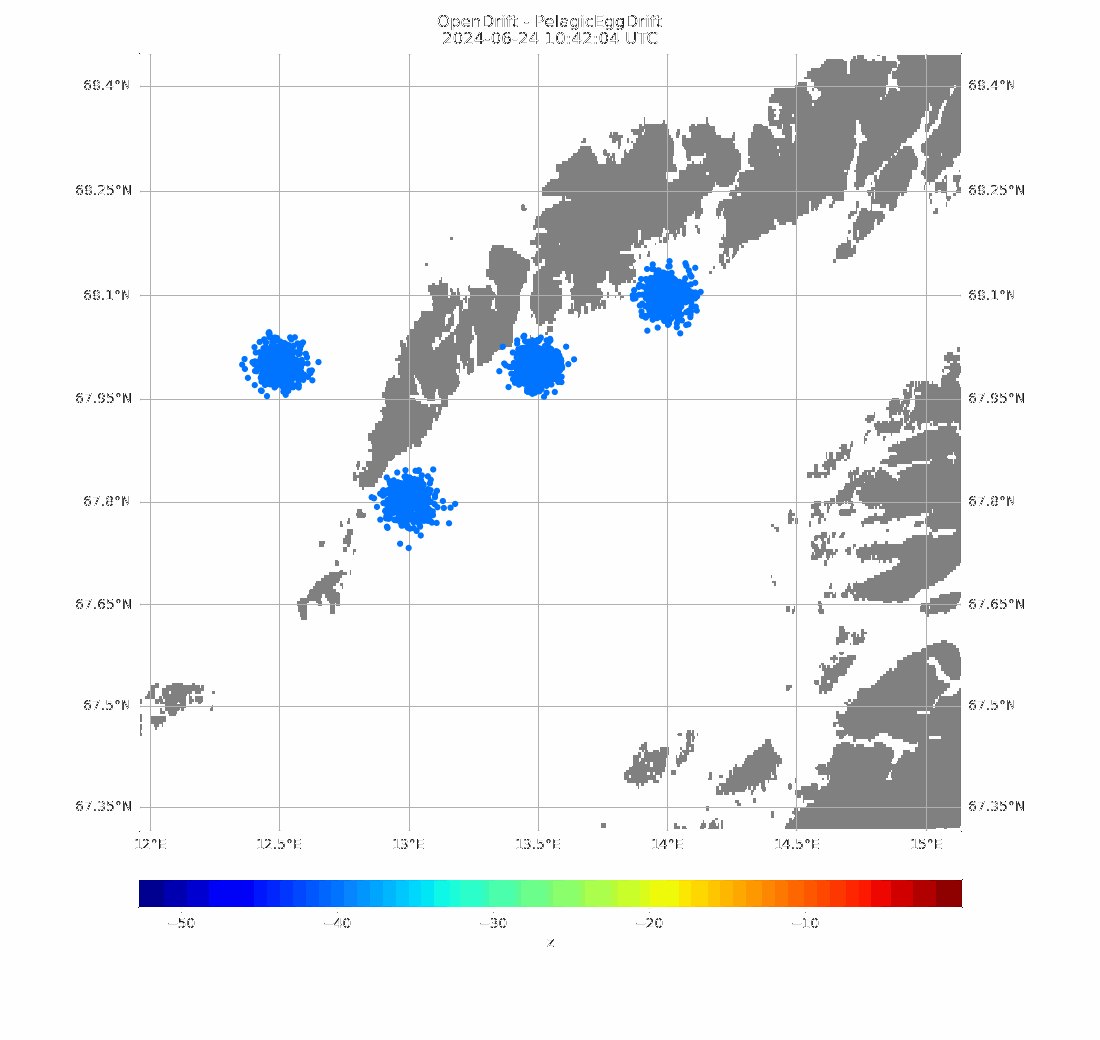 OpenDrift - PelagicEggDrift
2024-06-24 10:42:04 UTC
68.4°N 68.4°N
68.25°N 68.25°N
68.1°N 68.1°N
67.95°N 67.95°N
67.8°N 67.8°N
67.65°N 67.65°N
67.5°N 67.5°N
67.35°N 67.35°N
12°E 12.5°E 13°E 13.5°E 14°E 14.5°E 15°E
−50 −40 −30 −20 −10
z